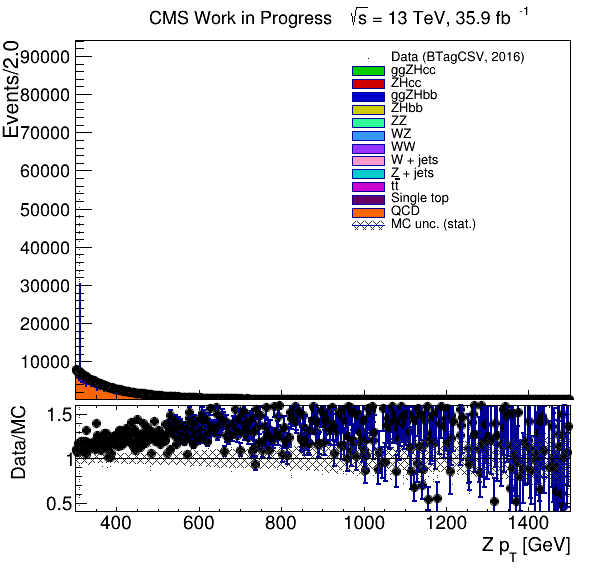 CMS Work in Progress √s = 13 TeV, 35.9 fb -1
Events/2.0
90000
80000
70000
60000
50000
40000
30000
20000
10000
Data (BTagCSV, 2016)
ggZHcc
ZHcc
ggZHbb
ZHbb
ZZ
WZ
WW
W + jets
Z + jets
tt̄
Single top
QCD
MC unc. (stat.)
Data/MC
1.5
1
0.5
400 600 800 1000 1200 1400
Z pT [GeV]